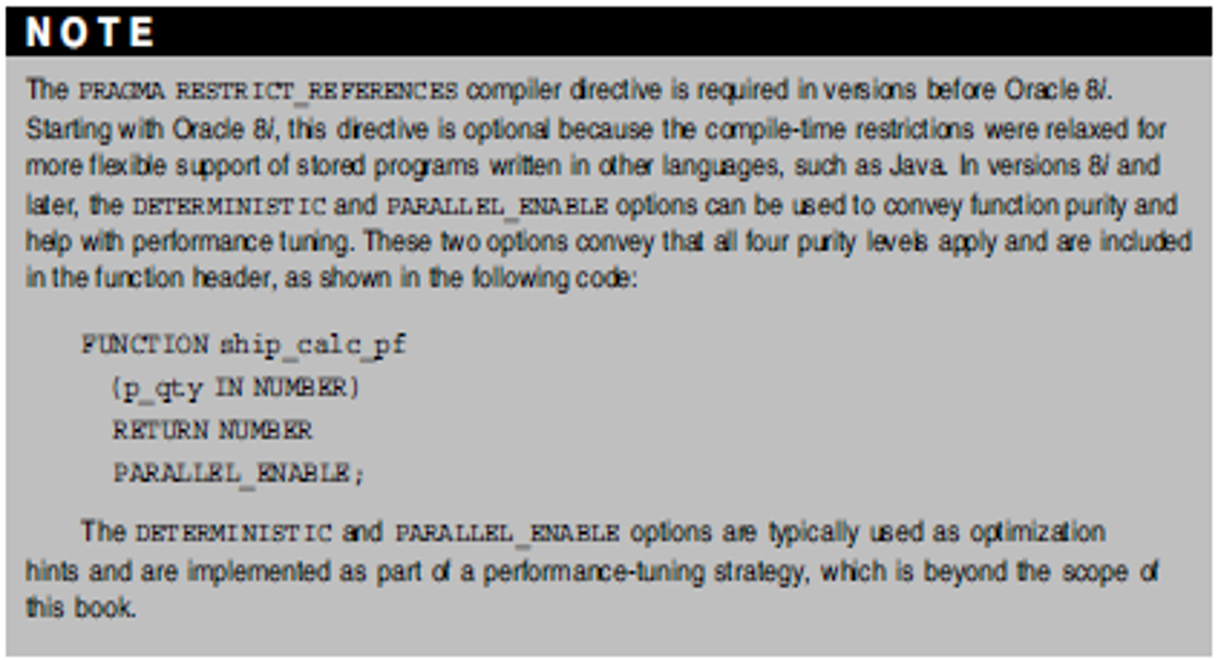 NOTE
The PRAGMA RESTRICT_REFERENCES compiler directive is required in versions before Oracle 8i.
Starting with Oracle 8i, this directive is optional because the compile-time restrictions were relaxed for
more flexible support of stored programs written in other languages, such as Java. In versions 8i and
later, the DETERMINISTIC and PARALLEL_ENABLE options can be used to convey function purity and
help with performance tuning. These two options convey that all four purity levels apply and are included
in the function header, as shown in the following code:
FUNCTION ship_calc_pf
(p_qty IN NUMBER)
RETURN NUMBER
PARALLEL_ENABLE;
The DETERMINISTIC and PARALLEL_ENABLE options are typically used as optimization
hints and are implemented as part of a performance-tuning strategy, which is beyond the scope of
this book.